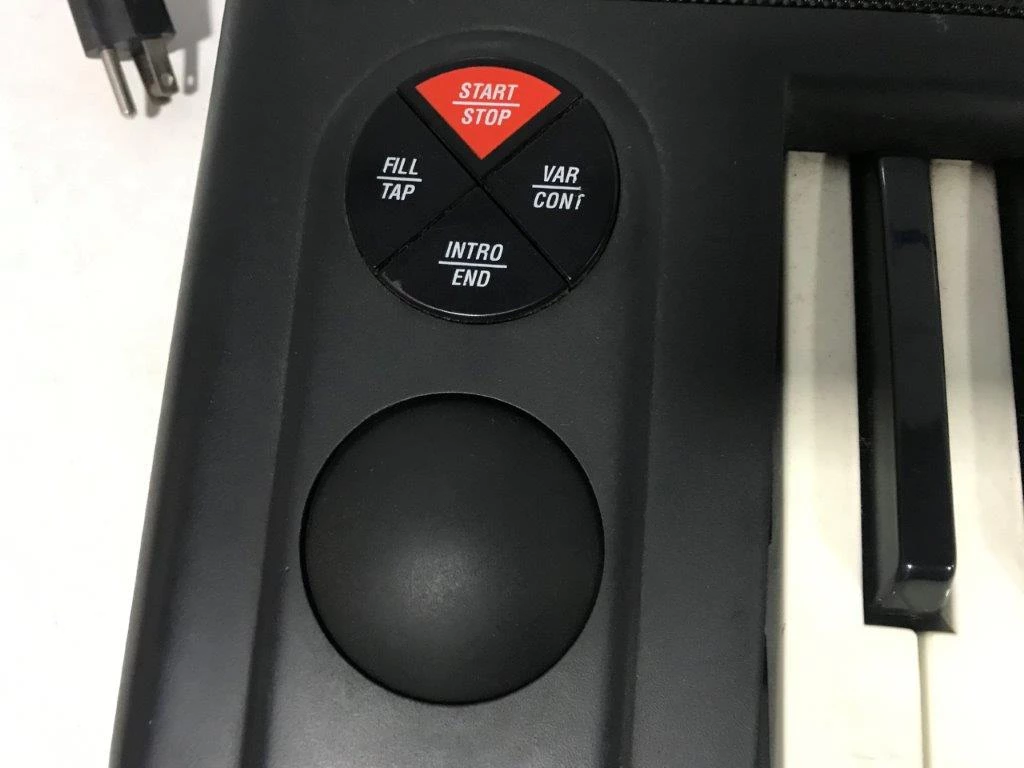 START
STOP
FILL
TAP
VAR
CONT
INTRO
END